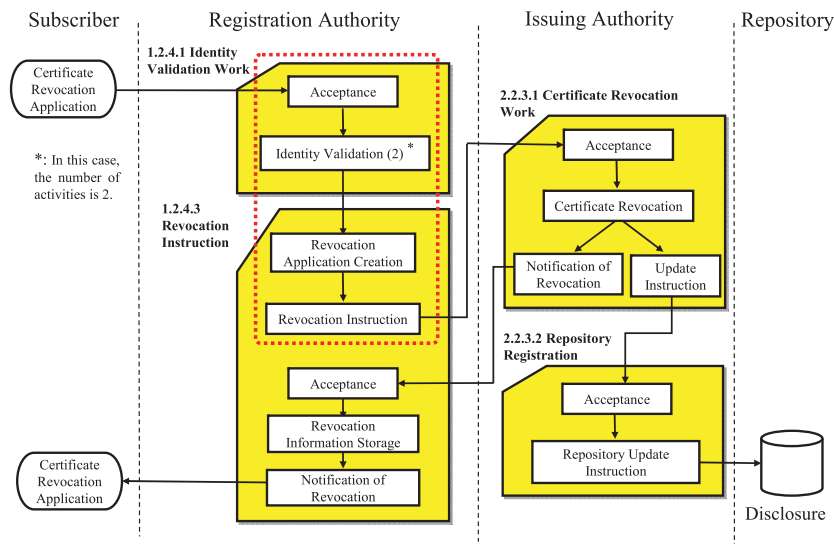 Subscriber
Registration Authority
Issuing Authority
Repository
Certificate
Revocation
Application
*: In this case,
the number of
activities is 2.
1.2.4.1 Identity
Validation Work
Acceptance
Identity Validation (2) *
1.2.4.3
Revocation
Instruction
Revocation
Application Creation
Revocation Instruction
Acceptance
Revocation
Information Storage
Notification of
Revocation
Certificate
Revocation
Application
2.2.3.1 Certificate Revocation
Work
Acceptance
Certificate Revocation
Notification of
Revocation
Update
Instruction
2.2.3.2 Repository
Registration
Acceptance
Repository Update
Instruction
Disclosure